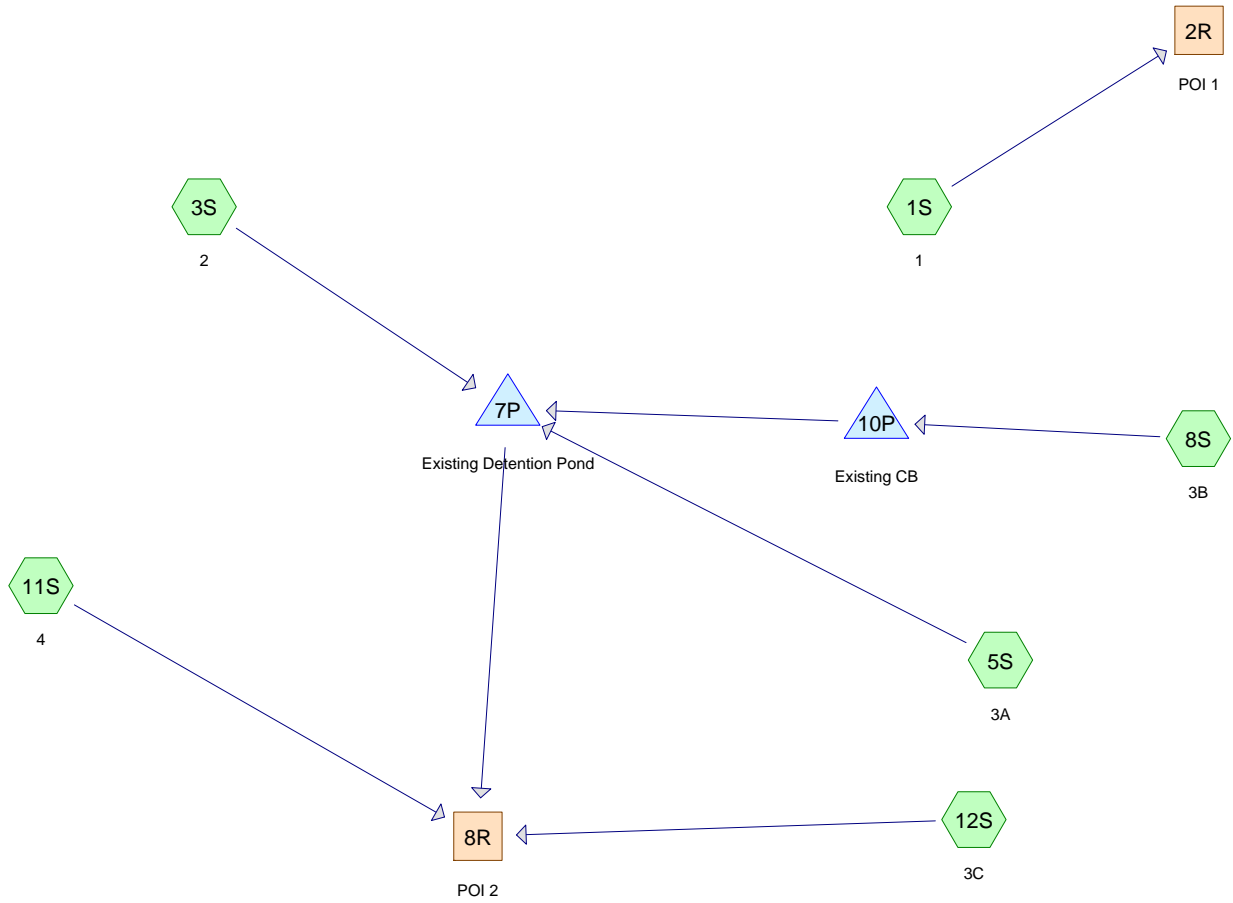 2R
POI 1
3S
2
1S
1
7P
Existing Detention Pond
10P
Existing CB
8S
3B
11S
4
5S
3A
8R
POI 2
12S
3C